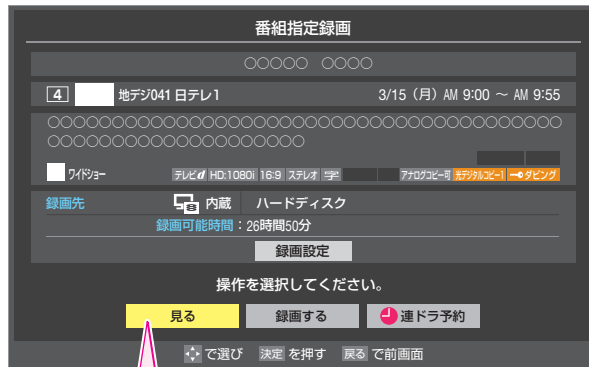 番組指定録画
○○○○○ ○○○○
4 地デジ041 日テレ1 3/15（月）AM 9:00 ～ AM 9:55
○○○○○○○○○○○○○○○○○○○○○○○○○○○○○○○○○○○○○○○○
○○○○○○○○○○○○○○○○○○○○
ワイドショー テレビd HD:1080i 16:9 ステレオ 字 アナログコピー可 光デジタルコピー1 ダビング
録画先 内蔵 ハードディスク
録画可能時間：26時間50分
録画設定
操作を選択してください。
見る 録画する 連ドラ予約
で選び 決定 を押す 戻る で前画面